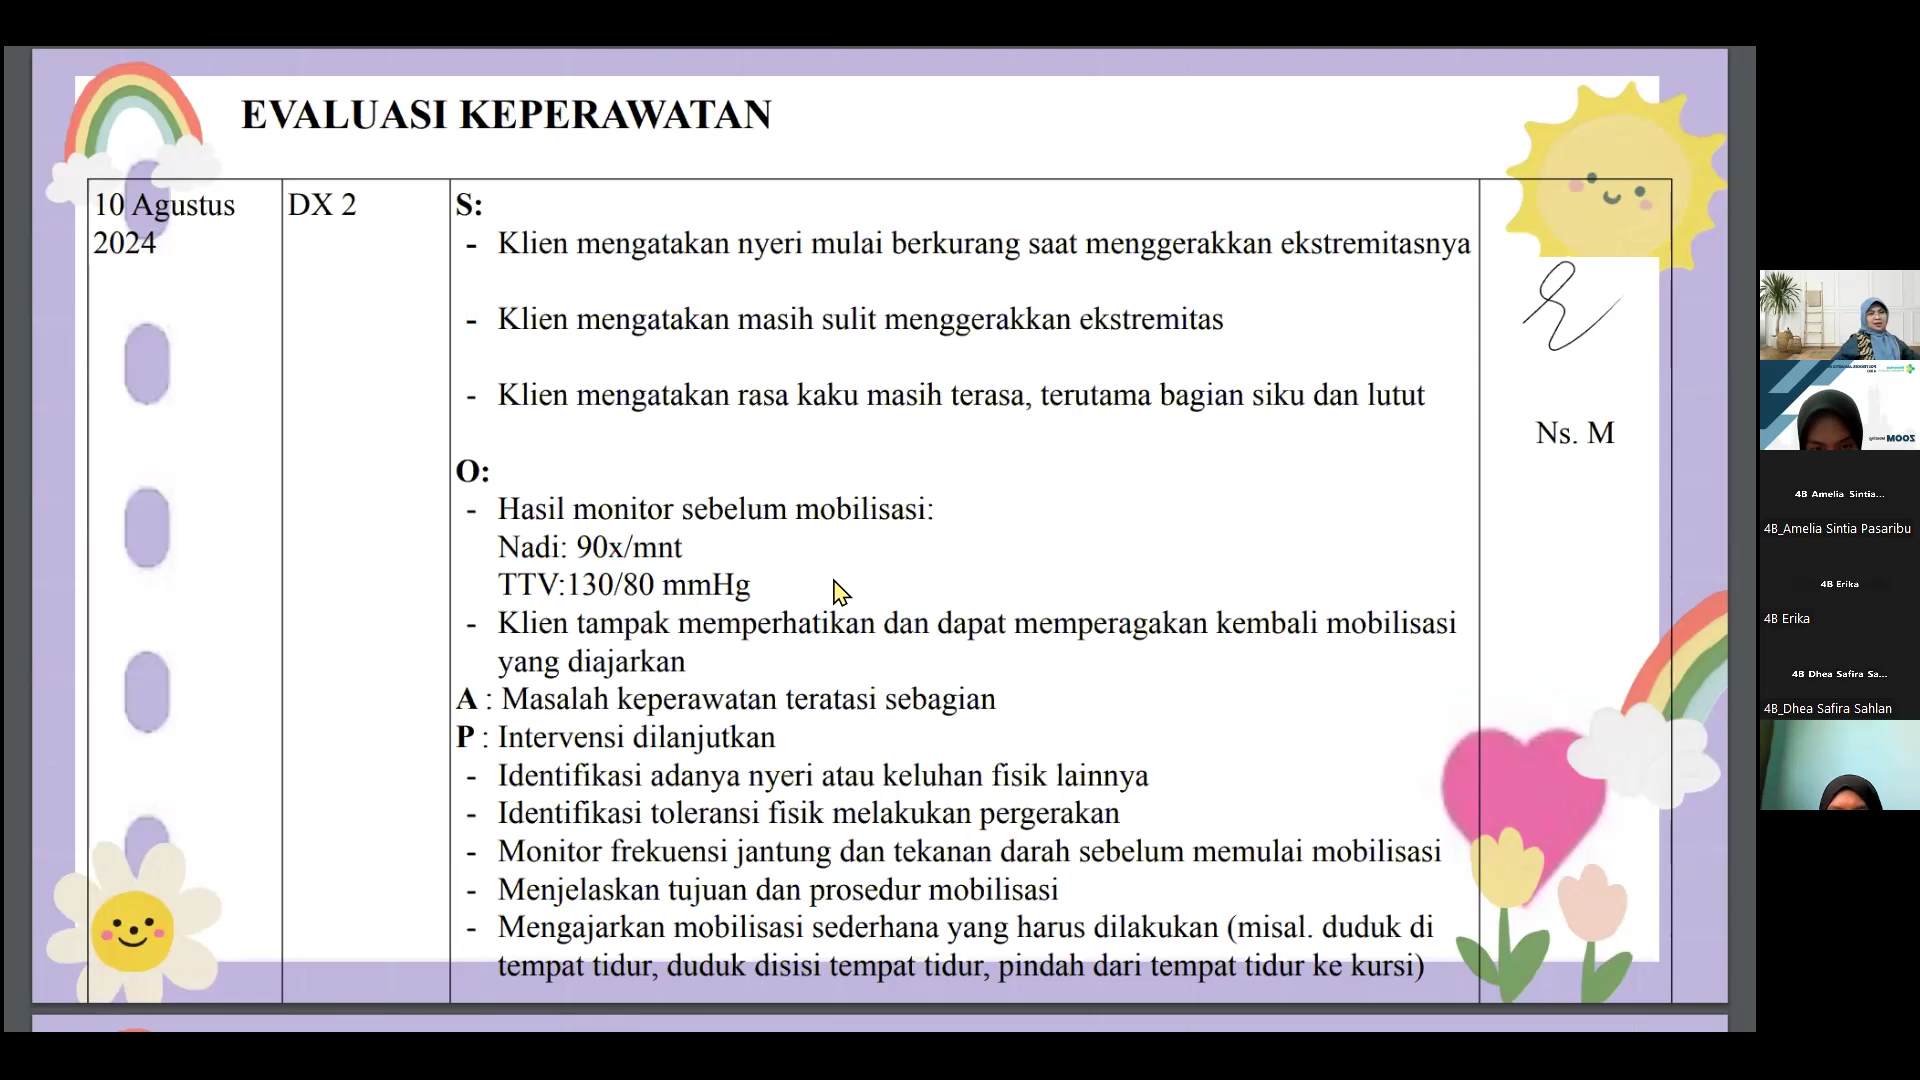 EVALUASI KEPERAWATAN
10 Agustus
2024
DX 2
S:
- Klien mengatakan nyeri mulai berkurang saat menggerakkan ekstremitasnya
- Klien mengatakan masih sulit menggerakkan ekstremitas
- Klien mengatakan rasa kaku masih terasa, terutama bagian siku dan lutut
O:
- Hasil monitor sebelum mobilisasi:
Nadi: 90x/mnt
TTV:130/80 mmHg
- Klien tampak memperhatikan dan dapat memperagakan kembali mobilisasi
yang diajarkan
A : Masalah keperawatan teratasi sebagian
P : Intervensi dilanjutkan
- Identifikasi adanya nyeri atau keluhan fisik lainnya
- Identifikasi toleransi fisik melakukan pergerakan
- Monitor frekuensi jantung dan tekanan darah sebelum memulai mobilisasi
- Menjelaskan tujuan dan prosedur mobilisasi
- Mengajarkan mobilisasi sederhana yang harus dilakukan (misal. duduk di
tempat tidur, duduk disisi tempat tidur, pindah dari tempat tidur ke kursi)
Ns. M
ZOOM
4B Amelia Sintia...
4B_Amelia Sintia Pasaribu
4B Erika
4B Erika
4B Dhea Safira Sa...
4B_Dhea Safira Sahlan